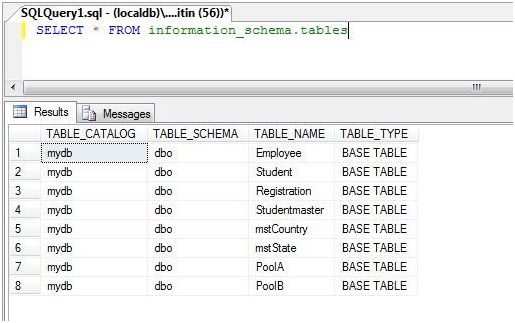 SQLQuery1.sql - (localdb)\....itin (56))*
SELECT * FROM information_schema.tables
Results Messages
TABLE_CATALOG TABLE_SCHEMA TABLE_NAME TABLE_TYPE
1 mydb dbo Employee BASE TABLE
2 mydb dbo Student BASE TABLE
3 mydb dbo Registration BASE TABLE
4 mydb dbo Studentmaster BASE TABLE
5 mydb dbo mstCountry BASE TABLE
6 mydb dbo mstState BASE TABLE
7 mydb dbo PoolA BASE TABLE
8 mydb dbo PoolB BASE TABLE